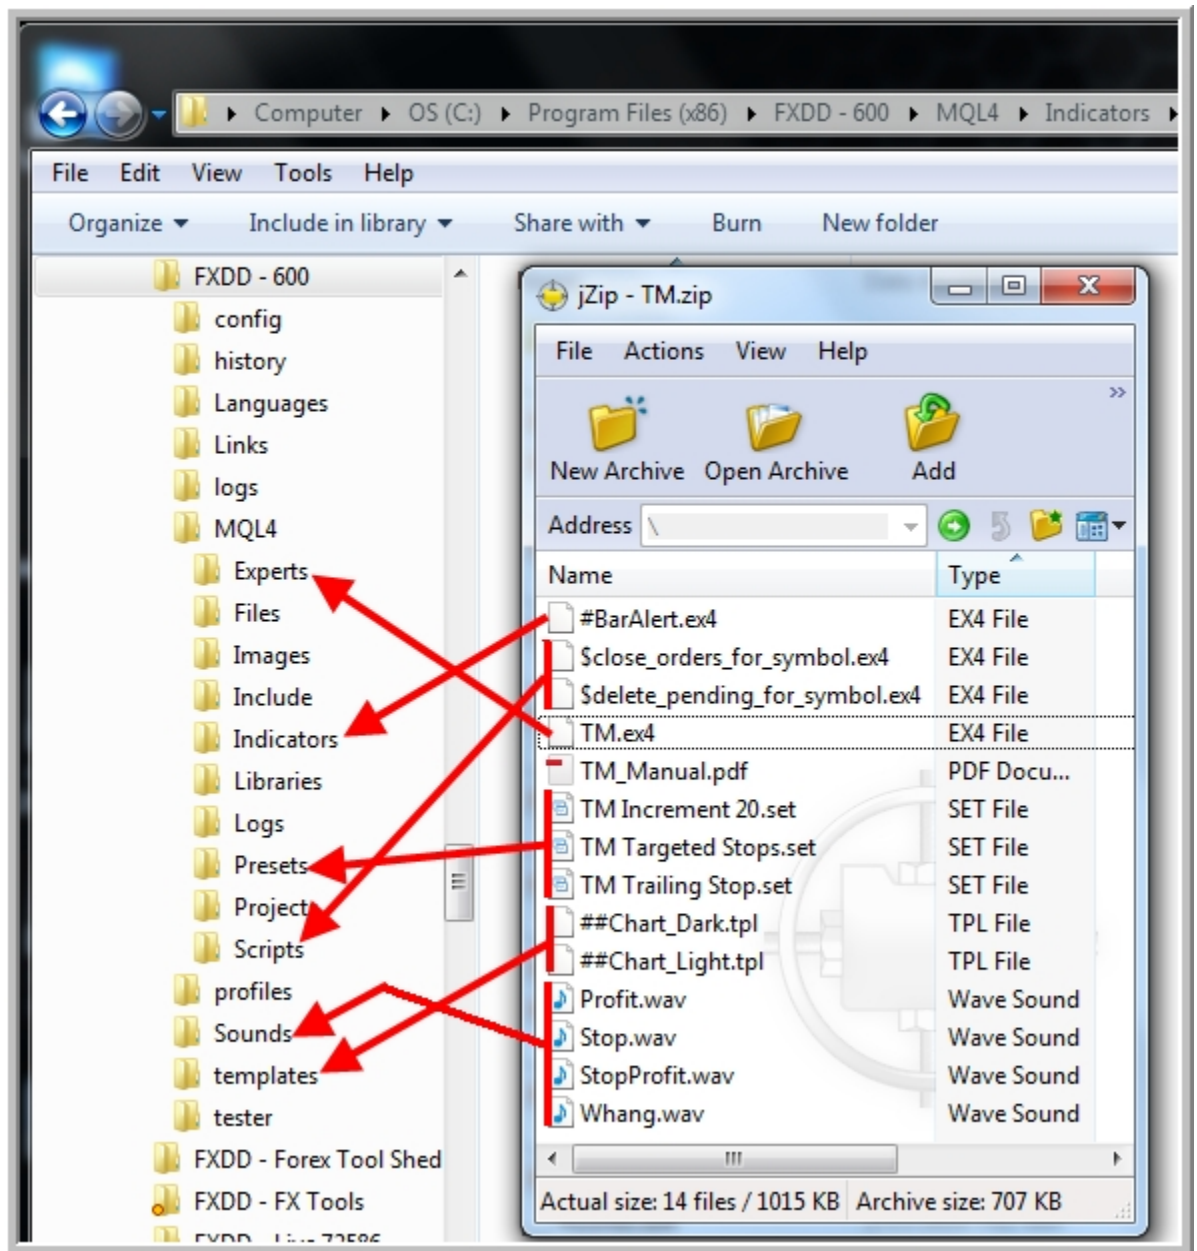 Computer OS (C:) Program Files (x86) FXDD - 600 MQL4 Indicators
File Edit View Tools Help
Organize Include in library Share with Burn New folder
FXDD - 600
config
history
Languages
Links
logs
MQL4
Experts
Files
Images
Include
Indicators
Libraries
Logs
Presets
Project
Scripts
profiles
Sounds
templates
tester
FXDD - Forex Tool Shed
FXDD - FX Tools
jZip - TM.zip
File Actions View Help
New Archive Open Archive Add
Address \
Name Type
#BarAlert.ex4 EX4 File
$close_orders_for_symbol.ex4 EX4 File
$delete_pending_for_symbol.ex4 EX4 File
TM.ex4 EX4 File
TM_Manual.pdf PDF Docu...
TM Increment 20.set SET File
TM Targeted Stops.set SET File
TM Trailing Stop.set SET File
##Chart_Dark.tpl TPL File
##Chart_Light.tpl TPL File
Profit.wav Wave Sound
Stop.wav Wave Sound
StopProfit.wav Wave Sound
Whang.wav Wave Sound
Actual size: 14 files / 1015 KB Archive size: 707 KB